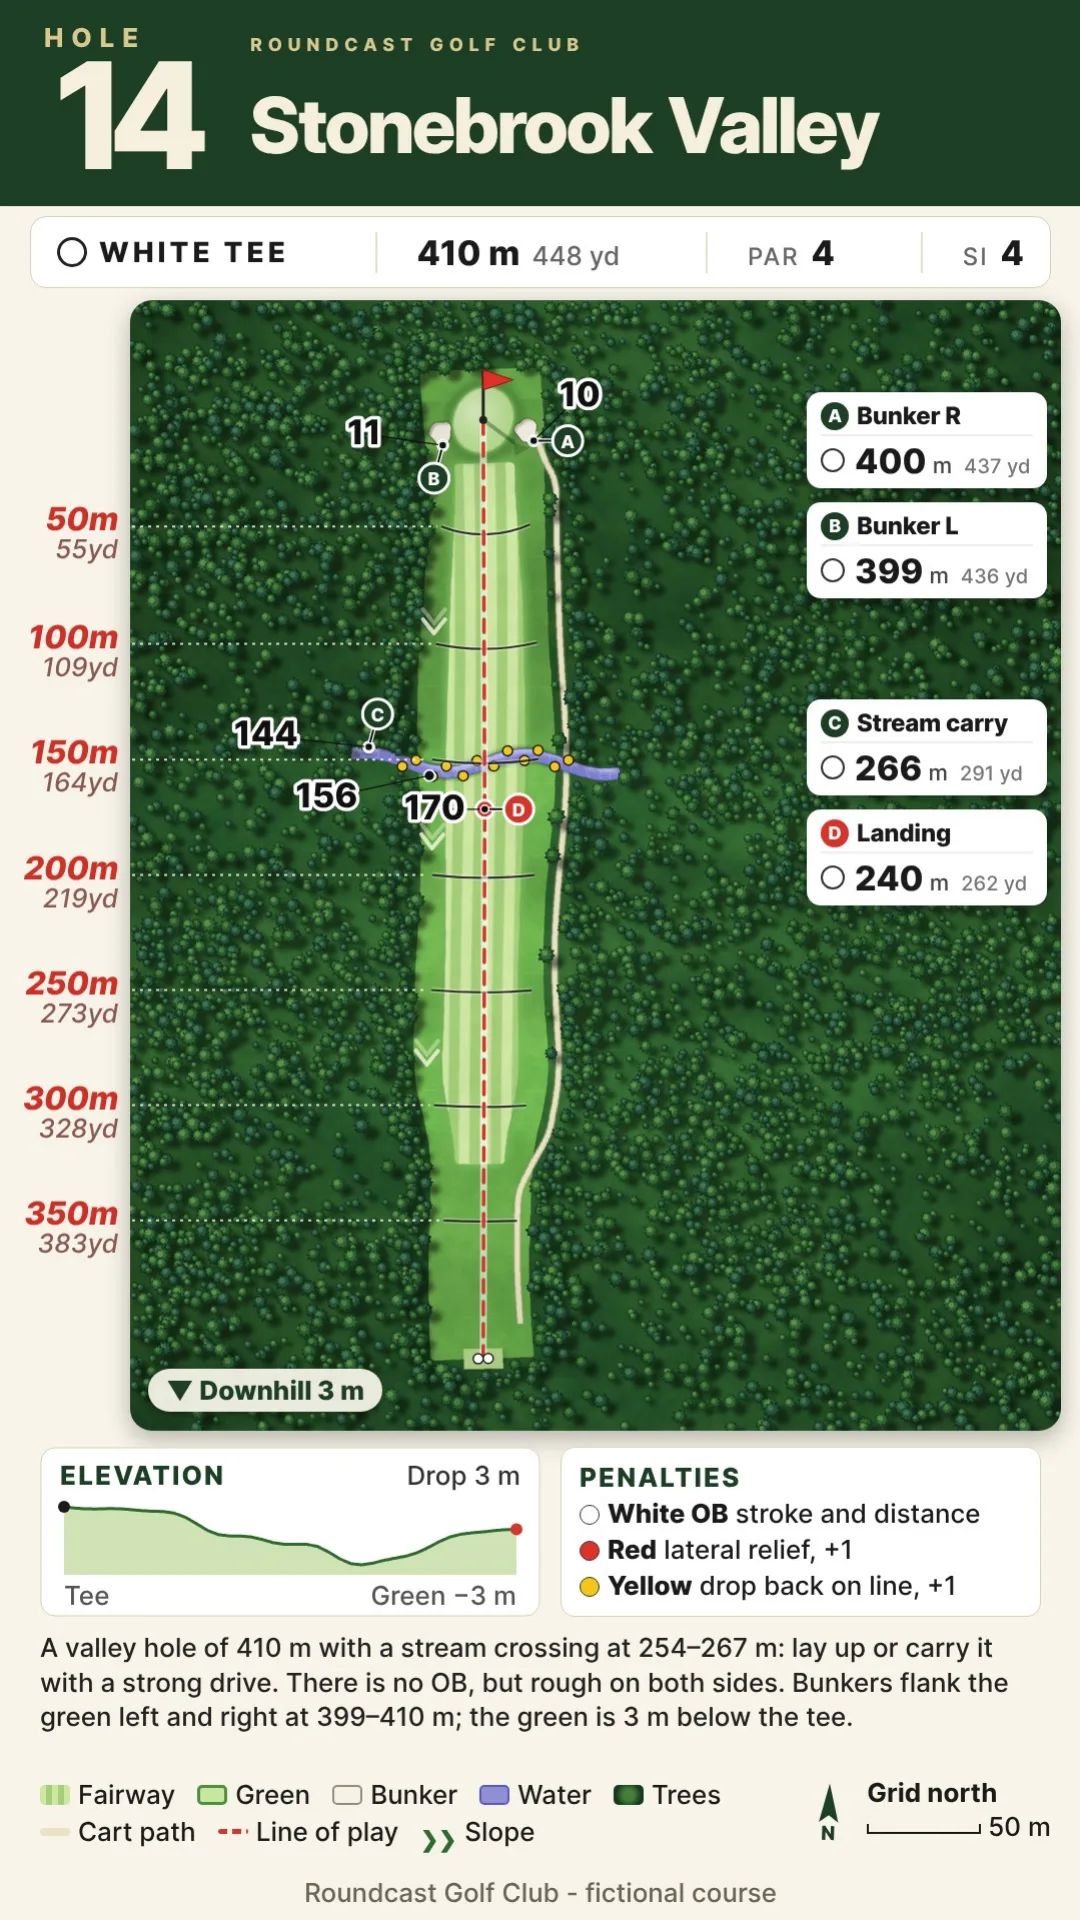 HOLE
14
ROUNDCAST GOLF CLUB
Stonebrook Valley
WHITE TEE
410 m 448 yd
PAR 4
SI 4
10
11
A
B
A Bunker R
400 m 437 yd
B Bunker L
399 m 436 yd
50m
55yd
100m
109yd
C
144
150m
164yd
156
170
D
C Stream carry
266 m 291 yd
D Landing
240 m 262 yd
200m
219yd
250m
273yd
300m
328yd
350m
383yd
▼ Downhill 3 m
ELEVATION
Drop 3 m
Tee
Green −3 m
PENALTIES
White OB stroke and distance
Red lateral relief, +1
Yellow drop back on line, +1
A valley hole of 410 m with a stream crossing at 254–267 m: lay up or carry it
with a strong drive. There is no OB, but rough on both sides. Bunkers flank the
green left and right at 399–410 m; the green is 3 m below the tee.
Fairway Green Bunker Water Trees
Cart path Line of play Slope
N
Grid north
50 m
Roundcast Golf Club - fictional course